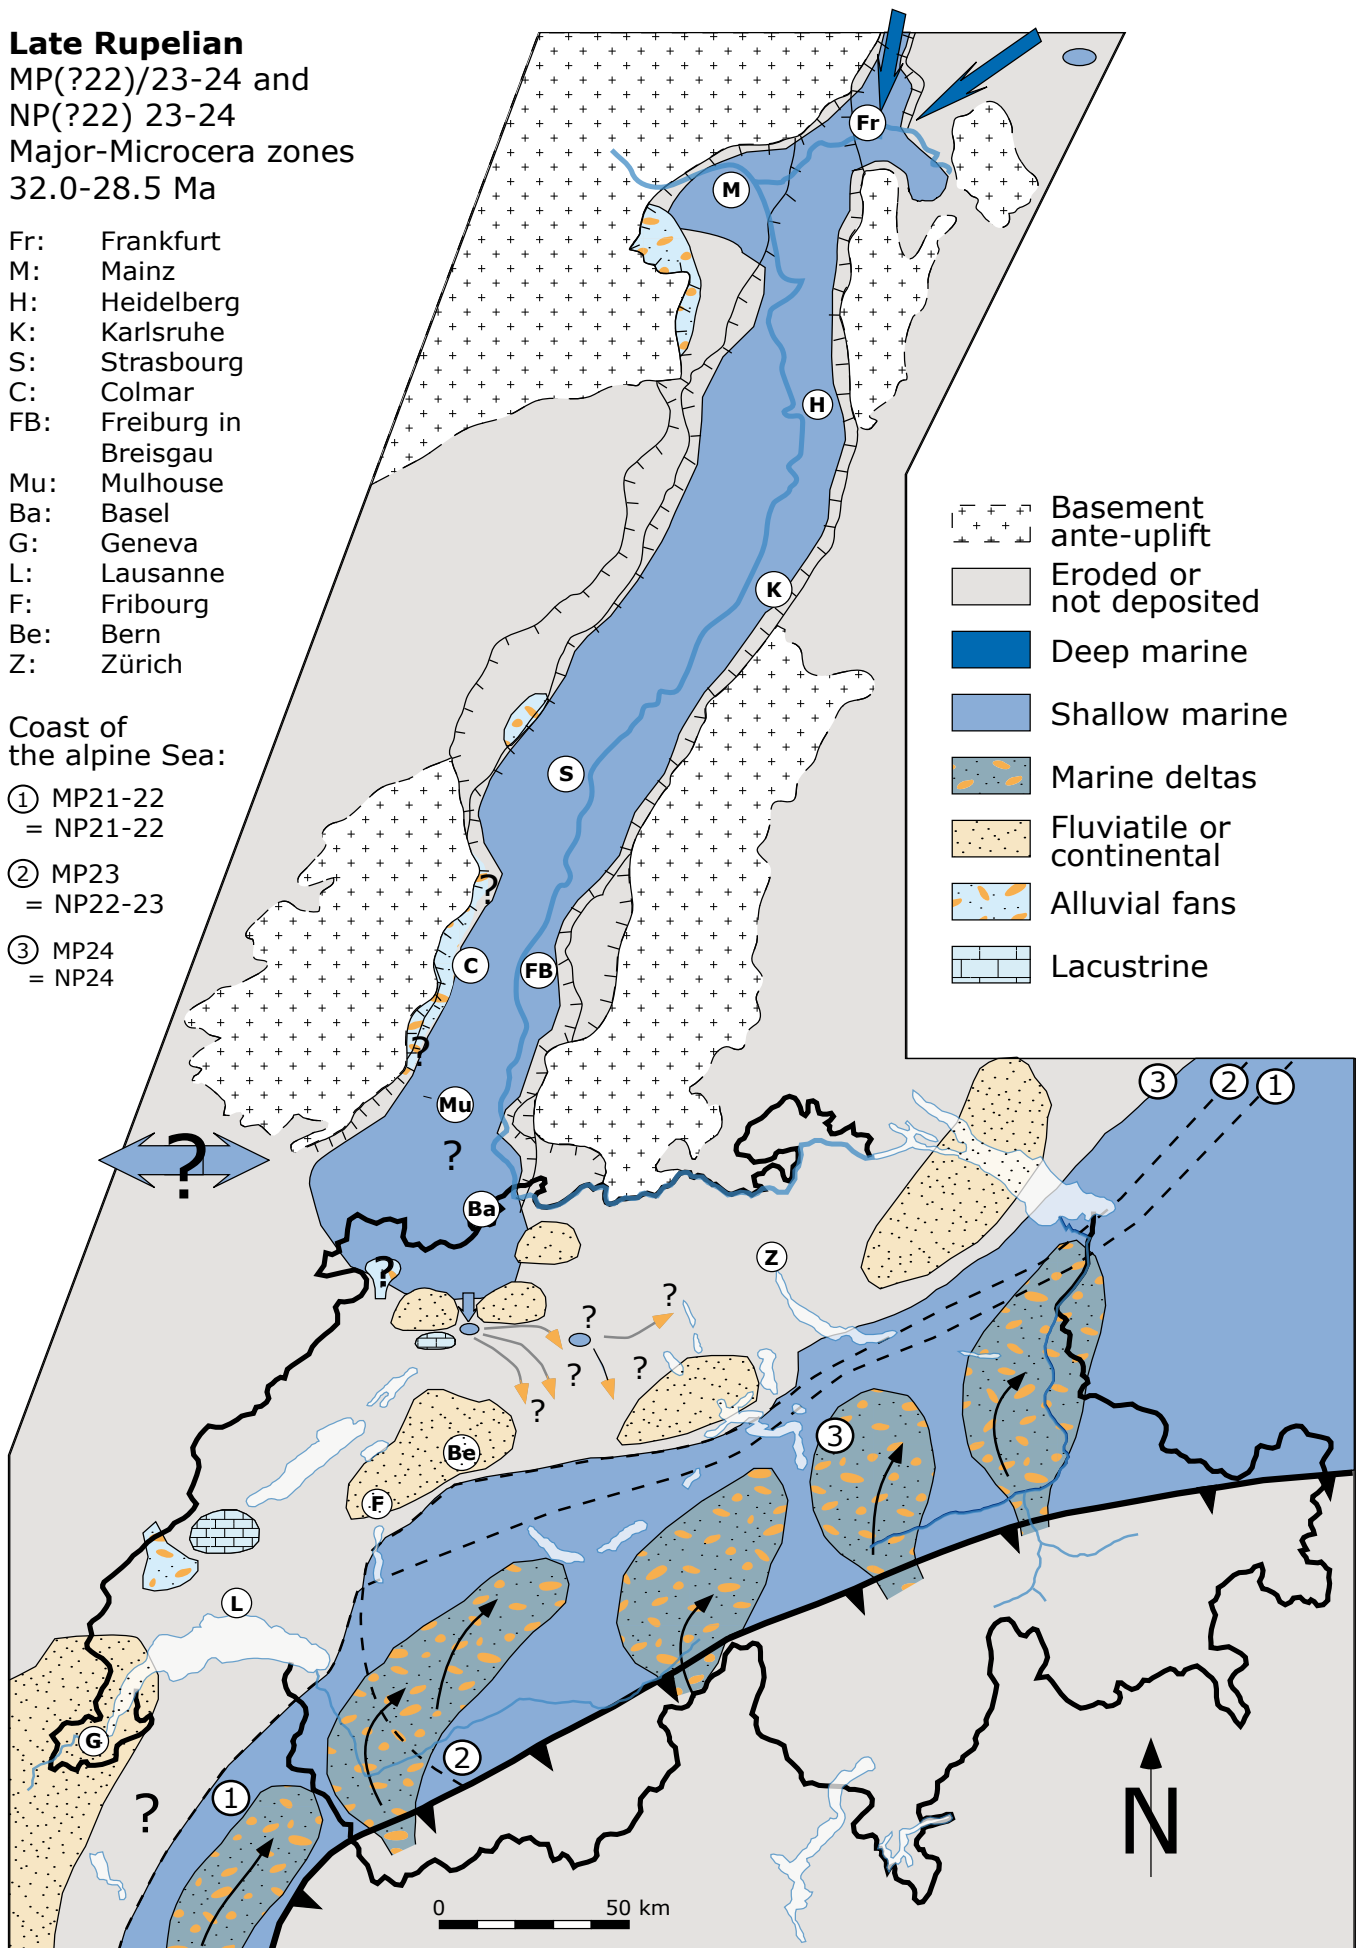 Late Rupelian
MP(?22)/23-24 and
NP(?22) 23-24
Major-Microcera zones
32.0-28.5 Ma
Fr: Frankfurt
M: Mainz
H: Heidelberg
K: Karlsruhe
S: Strasbourg
C: Colmar
FB: Freiburg in
Breisgau
Mu: Mulhouse
Ba: Basel
G: Geneva
L: Lausanne
F: Fribourg
Be: Bern
Z: Zürich
Coast of
the alpine Sea:
1 MP21-22
= NP21-22
2 MP23
= NP22-23
3 MP24
= NP24
Basement
ante-uplift
Eroded or
not deposited
Deep marine
Shallow marine
Marine deltas
Fluviatile or
continental
Alluvial fans
Lacustrine
Fr
M
H
K
S
?
C
FB
?
Mu
?
?
Ba
3
2
1
Z
?
?
?
?
?
?
3
Be
F
L
G
2
1
?
N
0
50 km